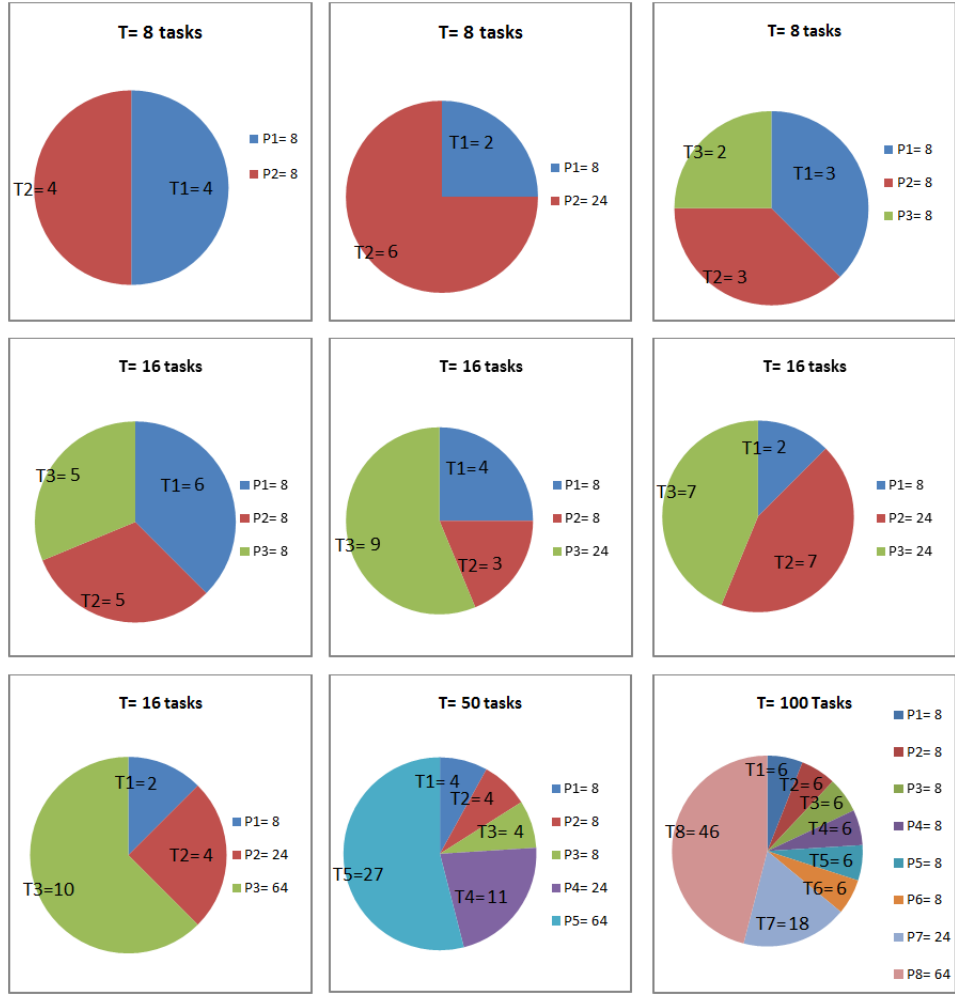 T= 8 tasks
T1= 4
T2= 4
P1= 8
P2= 8
T= 8 tasks
T1= 2
T2= 6
P1= 8
P2= 24
T= 8 tasks
T3= 2
T1= 3
T2= 3
P1= 8
P2= 8
P3= 8
T= 16 tasks
T3= 5
T1= 6
T2= 5
P1= 8
P2= 8
P3= 8
T= 16 tasks
T1= 4
T3= 9
T2= 3
P1= 8
P2= 8
P3= 24
T= 16 tasks
T1= 2
T3=7
T2= 7
P1= 8
P2= 24
P3= 24
T= 16 tasks
T1= 2
T2= 4
T3=10
P1= 8
P2= 24
P3= 64
T= 50 tasks
T1= 4
T2= 4
T3= 4
T5=27
T4= 11
P1= 8
P2= 8
P3= 8
P4= 24
P5= 64
T= 100 Tasks
T1= 6
T2= 6
T3= 6
T8= 46
T4= 6
T5= 6
T6= 6
T7= 18
P1= 8
P2= 8
P3= 8
P4= 8
P5= 8
P6= 8
P7= 24
P8= 64